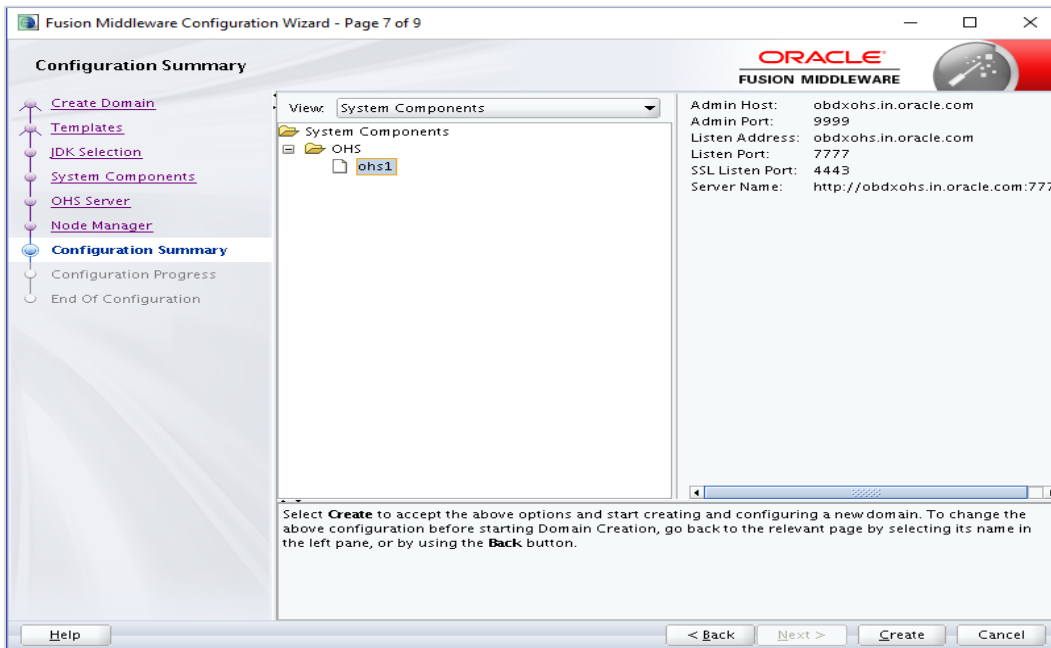 Fusion Middleware Configuration Wizard - Page 7 of 9
Configuration Summary
ORACLE
FUSION MIDDLEWARE
Create Domain
Templates
JDK Selection
System Components
OHS Server
Node Manager
Configuration Summary
Configuration Progress
End Of Configuration
View: System Components
System Components
OHS
ohs1
Admin Host: obdxohs.in.oracle.com
Admin Port: 9999
Listen Address: obdxohs.in.oracle.com
Listen Port: 7777
SSL Listen Port: 4443
Server Name: http://obdxohs.in.oracle.com:777
Select Create to accept the above options and start creating and configuring a new domain. To change the
above configuration before starting Domain Creation, go back to the relevant page by selecting its name in
the left pane, or by using the Back button.
Help
< Back
Next >
Create
Cancel